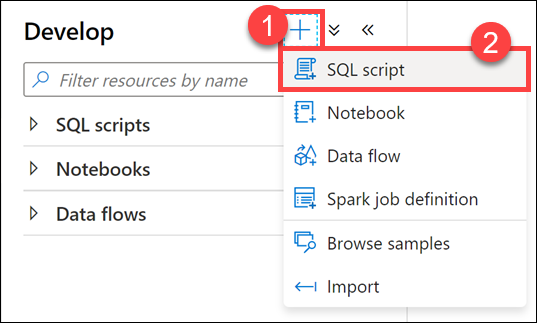 Develop
1
2
Filter resources by name
SQL scripts
Notebooks
Data flows
SQL script
Notebook
Data flow
Spark job definition
Browse samples
Import